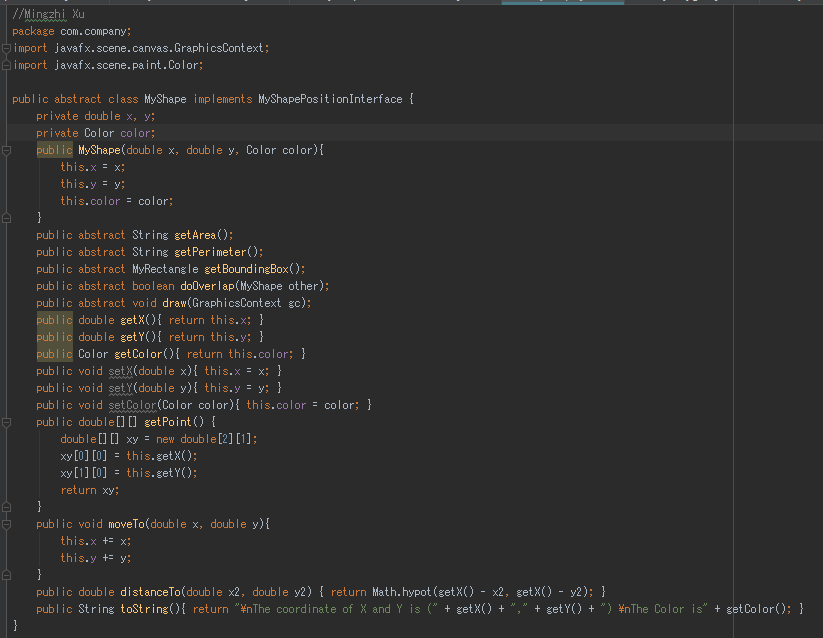 //Mingzhi Xu
package com.company;
import javafx.scene.canvas.GraphicsContext;
import javafx.scene.paint.Color;
public abstract class MyShape implements MyShapePositionInterface {
private double x, y;
private Color color;
public MyShape(double x, double y, Color color){
this.x = x;
this.y = y;
this.color = color;
}
public abstract String getArea();
public abstract String getPerimeter();
public abstract MyRectangle getBoundingBox();
public abstract boolean doOverlap(MyShape other);
public abstract void draw(GraphicsContext gc);
public double getX(){ return this.x; }
public double getY(){ return this.y; }
public Color getColor(){ return this.color; }
public void setX(double x){ this.x = x; }
public void setY(double y){ this.y = y; }
public void setColor(Color color){ this.color = color; }
public double[][] getPoint() {
double[][] xy = new double[2][1];
xy[0][0] = this.getX();
xy[1][0] = this.getY();
return xy;
}
public void moveTo(double x, double y){
this.x += x;
this.y += y;
}
public double distanceTo(double x2, double y2) { return Math.hypot(getX() - x2, getX() - y2); }
public String toString(){ return "¥nThe coordinate of X and Y is (" + getX() + "," + getY() + ") ¥nThe Color is" + getColor(); }
}